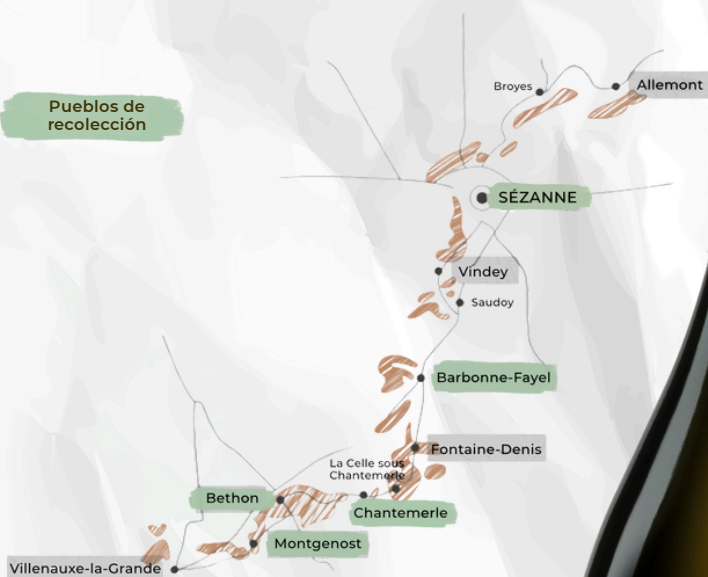 Pueblos de
recolección
Broyes
Allemont
SÉZANNE
Vindey
Saudoy
Barbonne-Fayel
Fontaine-Denis
La Celle sous
Chantemerle
Bethon
Chantemerle
Montgenost
Villenauxe-la-Grande